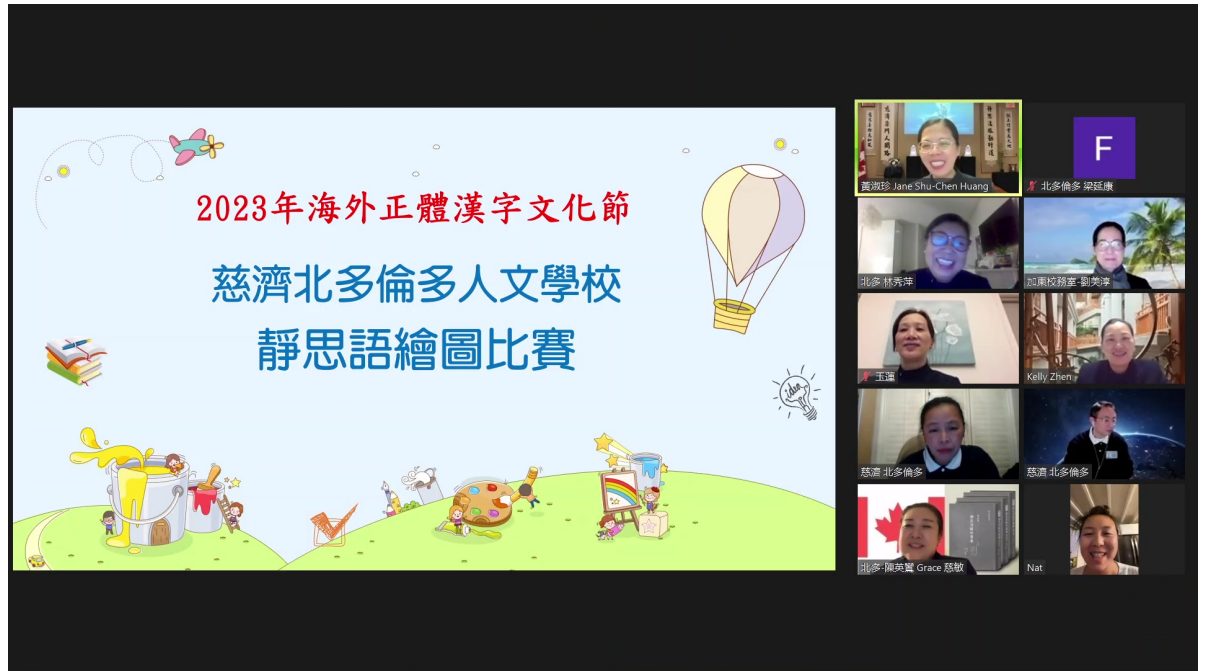 2023年海外正體漢字文化節
慈濟北多倫多人文學校
靜思語繪圖比賽
idea
黃淑珍 Jane Shu-Chen Huang
F
北多倫多 梁延康
北多 林秀萍
加東校務室-劉美淳
玉蓮
Kelly Zhen
慈濟 北多倫多
慈濟 北多倫多
北多-陳英鸞 Grace 慈敏
Nat